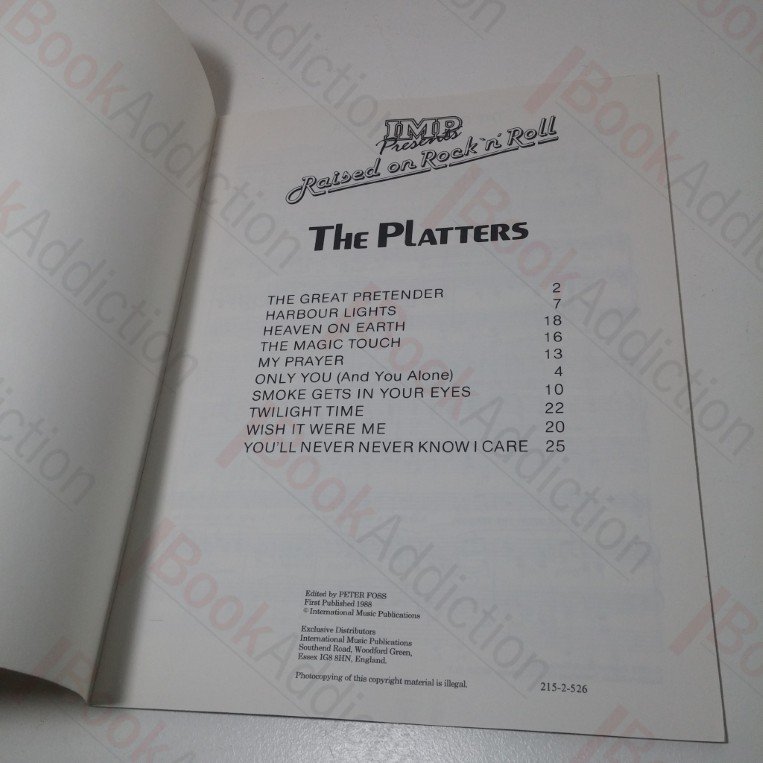 IMP
Presents
Raised on Rock 'n' Roll
THE PLATTERS
THE GREAT PRETENDER 2
HARBOUR LIGHTS 7
HEAVEN ON EARTH 18
THE MAGIC TOUCH 16
MY PRAYER 13
ONLY YOU (And You Alone) 4
SMOKE GETS IN YOUR EYES 10
TWILIGHT TIME 22
WISH IT WERE ME 20
YOU'LL NEVER NEVER KNOW I CARE 25
Edited by PETER FOSS
First Published 1988
© International Music Publications
Exclusive Distributors
International Music Publications
Southend Road, Woodford Green,
Essex IG8 8HN, England.
Photocopying of this copyright material is illegal.
215-2-526
BookAddiction